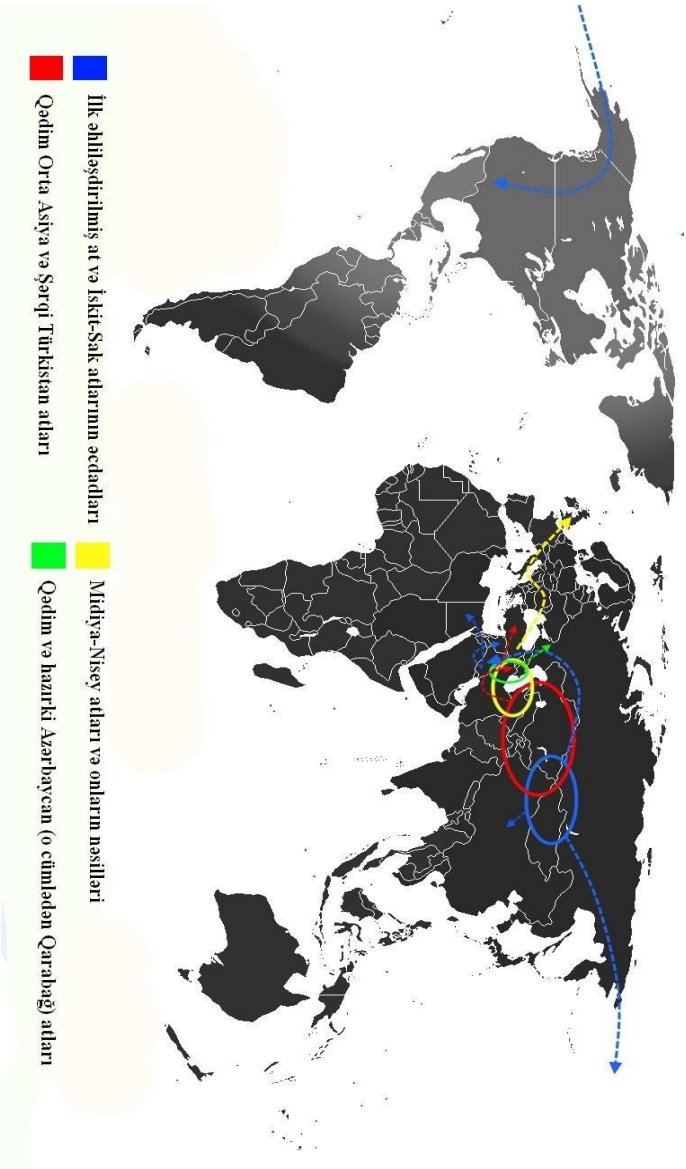 İlk əhliləşdirilmiş at və İskit-Sak atlarının əcdadları
Qədim Orta Asiya və Şərqi Türkistan atları
Midiya-Nisey atları və onların nəsilləri
Qədim və hazırki Azərbaycan (o cümlədən Qarabağ) atları